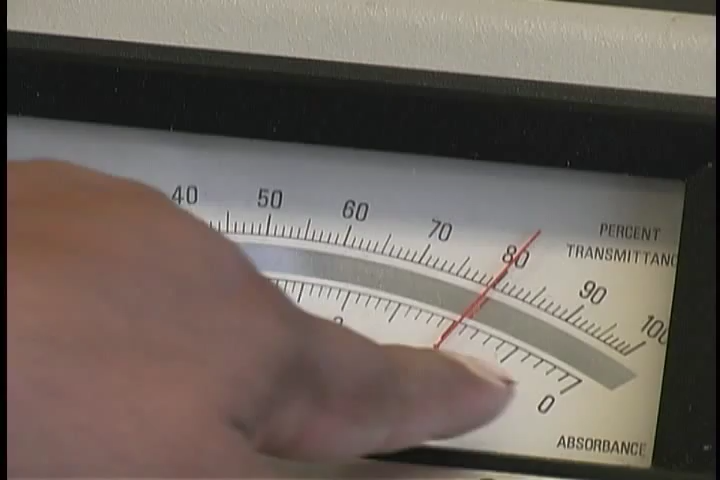 40 50 60 70 80 90 100
PERCENT
TRANSMITTANC
0
ABSORBANCE